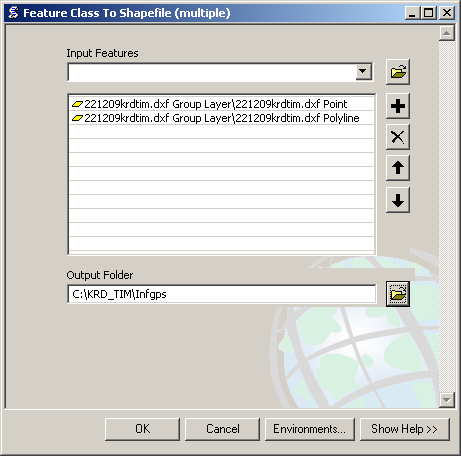 Feature Class To Shapefile (multiple)
Input Features
221209krdtim.dxf Group Layer\221209krdtim.dxf Point
221209krdtim.dxf Group Layer\221209krdtim.dxf Polyline
Output Folder
C:\KRD_TIM\Infgps
OK
Cancel
Environments...
Show Help >>